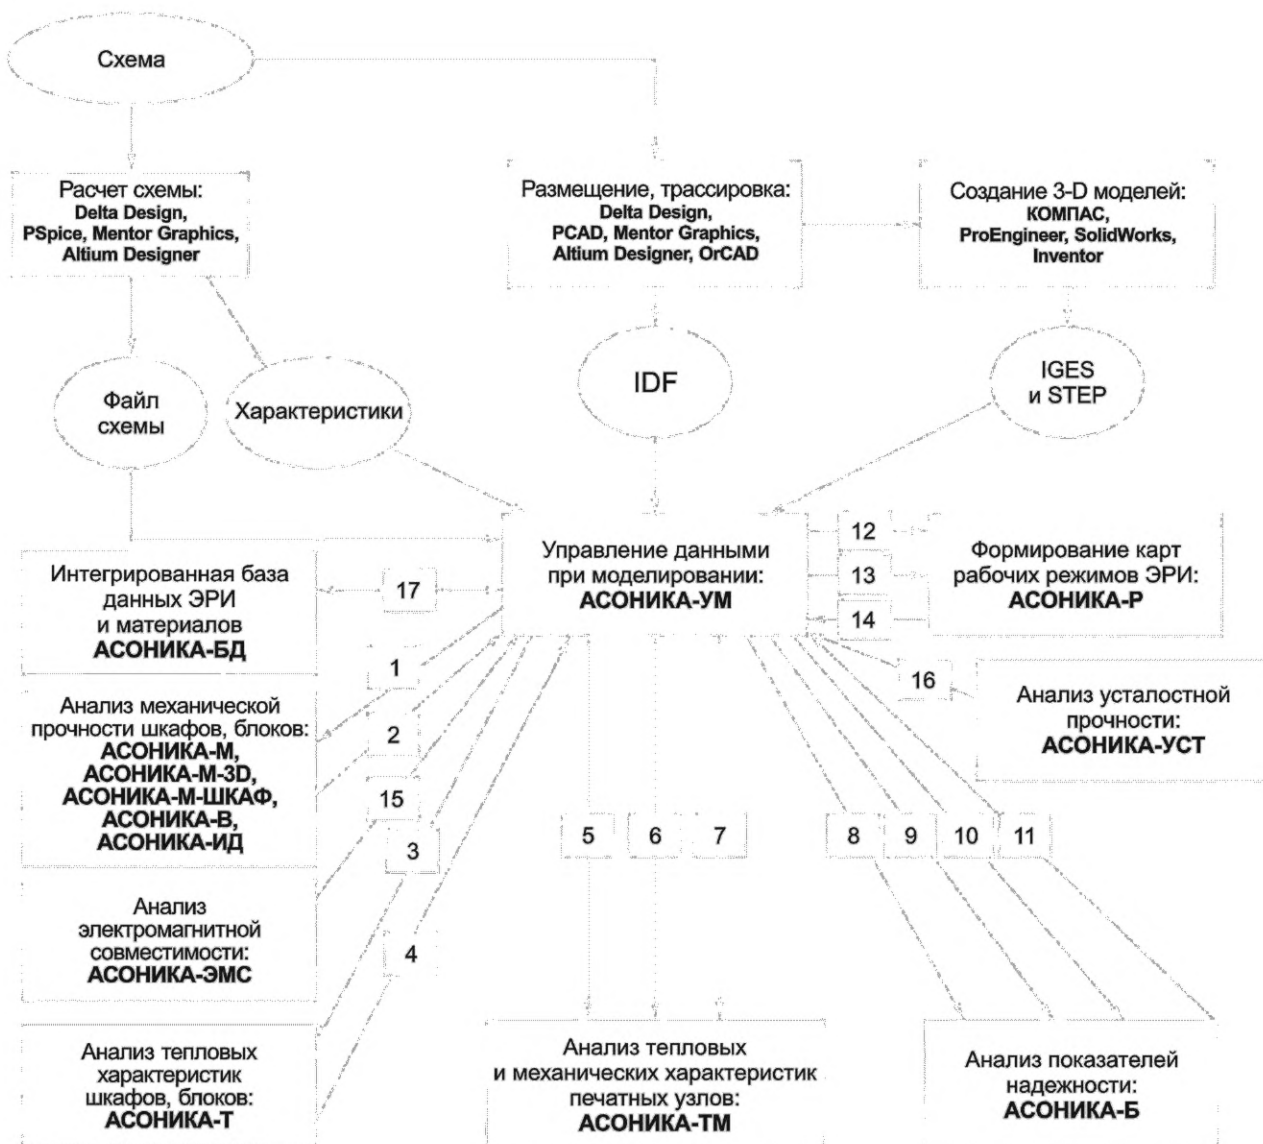 Схема
Расчет схемы:
Delta Design,
PSpice, Mentor Graphics,
Altium Designer
Размещение, трассировка:
Delta Design,
PCAD, Mentor Graphics,
Altium Designer, OrCAD
Создание 3-D моделей:
КОМПАС,
ProEngineer, SolidWorks,
Inventor
Файл
схемы
Характеристики
IDF
IGES
и STEP
Интегрированная база
данных ЭРИ
и материалов
АСОНИКА-БД
17
Управление данными
при моделировании:
АСОНИКА-УМ
12
13
14
Формирование карт
рабочих режимов ЭРИ:
АСОНИКА-Р
1
2
15
3
4
16
Анализ усталостной
прочности:
АСОНИКА-УСТ
Анализ механической
прочности шкафов, блоков:
АСОНИКА-М,
АСОНИКА-М-3D,
АСОНИКА-М-ШКАФ,
АСОНИКА-В,
АСОНИКА-ИД
5
6
7
8
9
10
11
Анализ
электромагнитной
совместимости:
АСОНИКА-ЭМС
Анализ тепловых
характеристик
шкафов, блоков:
АСОНИКА-Т
Анализ тепловых
и механических характеристик
печатных узлов:
АСОНИКА-ТМ
Анализ показателей
надежности:
АСОНИКА-Б